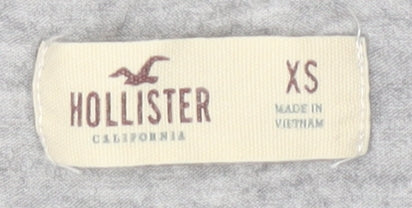 HOLLISTER
CALIFORNIA
XS
MADE IN
VIETNAM